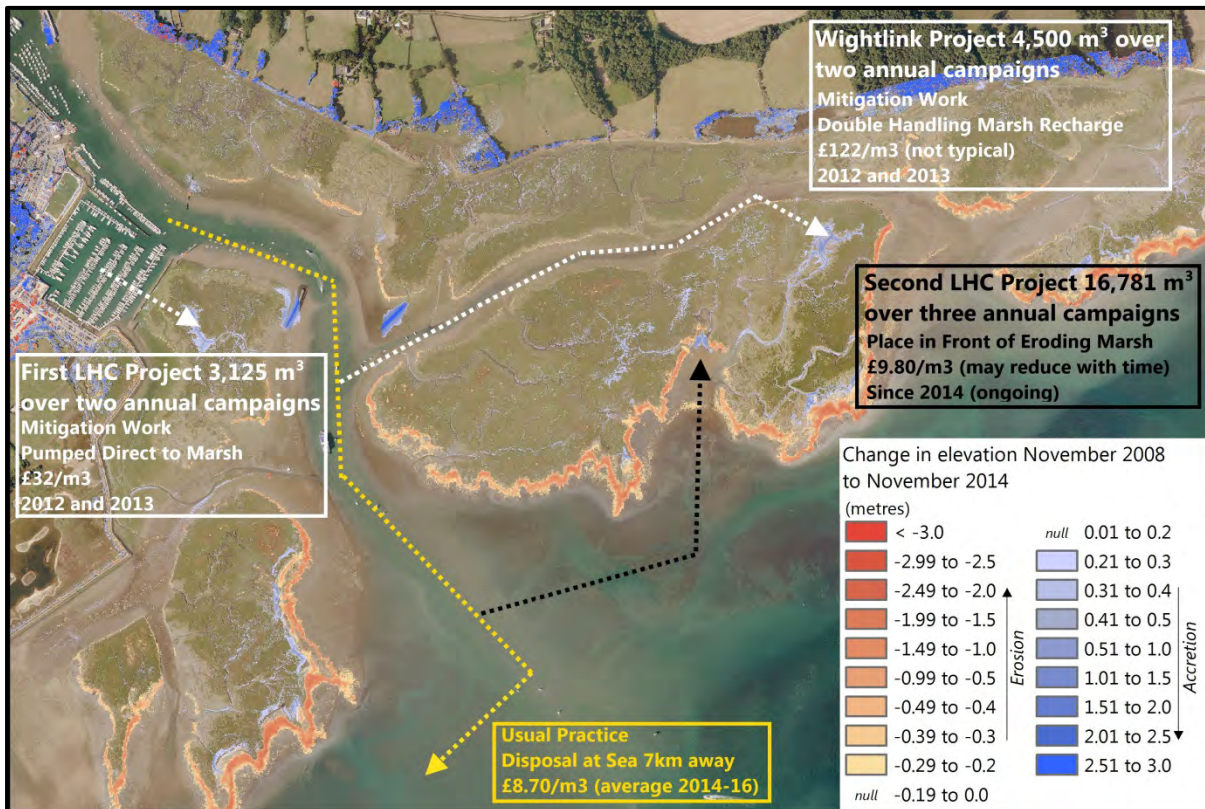 Wightlink Project 4,500 m³ over
two annual campaigns
Mitigation Work
Double Handling Marsh Recharge
£122/m3 (not typical)
2012 and 2013
Second LHC Project 16,781 m³
over three annual campaigns
Place in Front of Eroding Marsh
£9.80/m3 (may reduce with time)
Since 2014 (ongoing)
First LHC Project 3,125 m³
over two annual campaigns
Mitigation Work
Pumped Direct to Marsh
£32/m3
2012 and 2013
Usual Practice
Disposal at Sea 7km away
£8.70/m3 (average 2014-16)
Change in elevation November 2008
to November 2014
(metres)
< -3.0
-2.99 to -2.5
-2.49 to -2.0
-1.99 to -1.5
-1.49 to -1.0
-0.99 to -0.5
-0.49 to -0.4
-0.39 to -0.3
-0.29 to -0.2
null -0.19 to 0.0
Erosion
null 0.01 to 0.2
0.21 to 0.3
0.31 to 0.4
0.41 to 0.5
0.51 to 1.0
1.01 to 1.5
1.51 to 2.0
2.01 to 2.5
2.51 to 3.0
Accretion